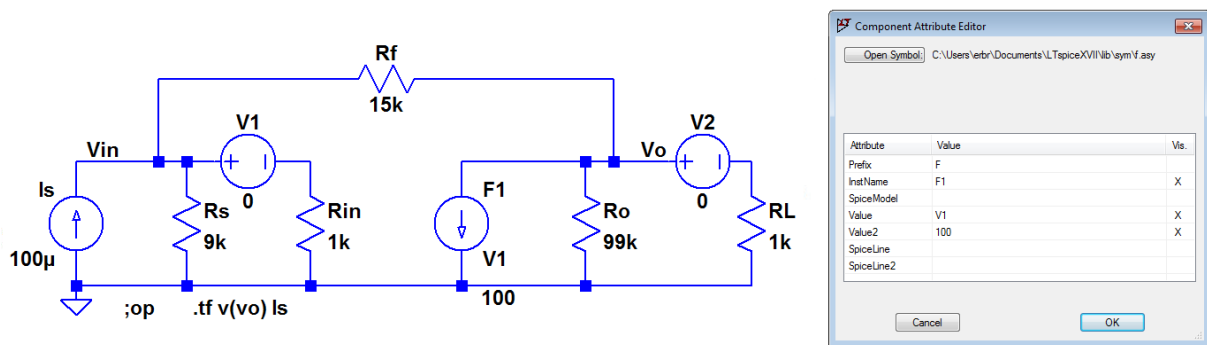 Rf
15k
V1
0
Vin
Is
100µ
Rs
9k
Rin
1k
F1
V1
100
Vo
V2
0
Ro
99k
RL
1k
;op
.tf v(vo) Is
Component Attribute Editor
Open Symbol: C:\Users\erbr\Documents\LTspiceXVII\lib\sym\f.asy
Attribute Value Vis.
Prefix F
InstName F1 X
SpiceModel
Value V1 X
Value2 100 X
SpiceLine
SpiceLine2
Cancel OK